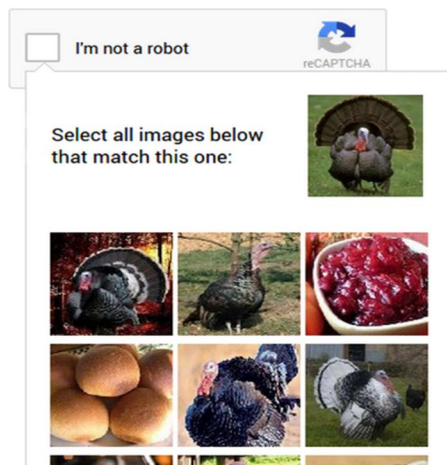 I'm not a robot
reCAPTCHA
Select all images below
that match this one: